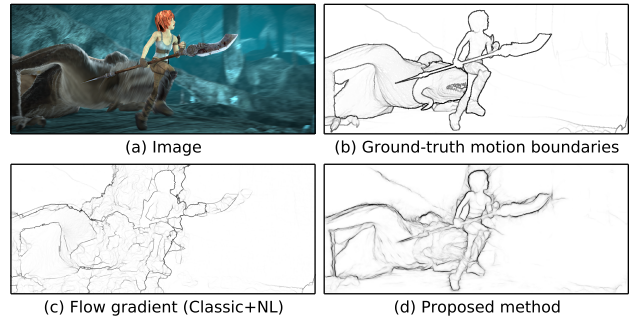 (a) Image
(b) Ground-truth motion boundaries
(c) Flow gradient (Classic+NL)
(d) Proposed method